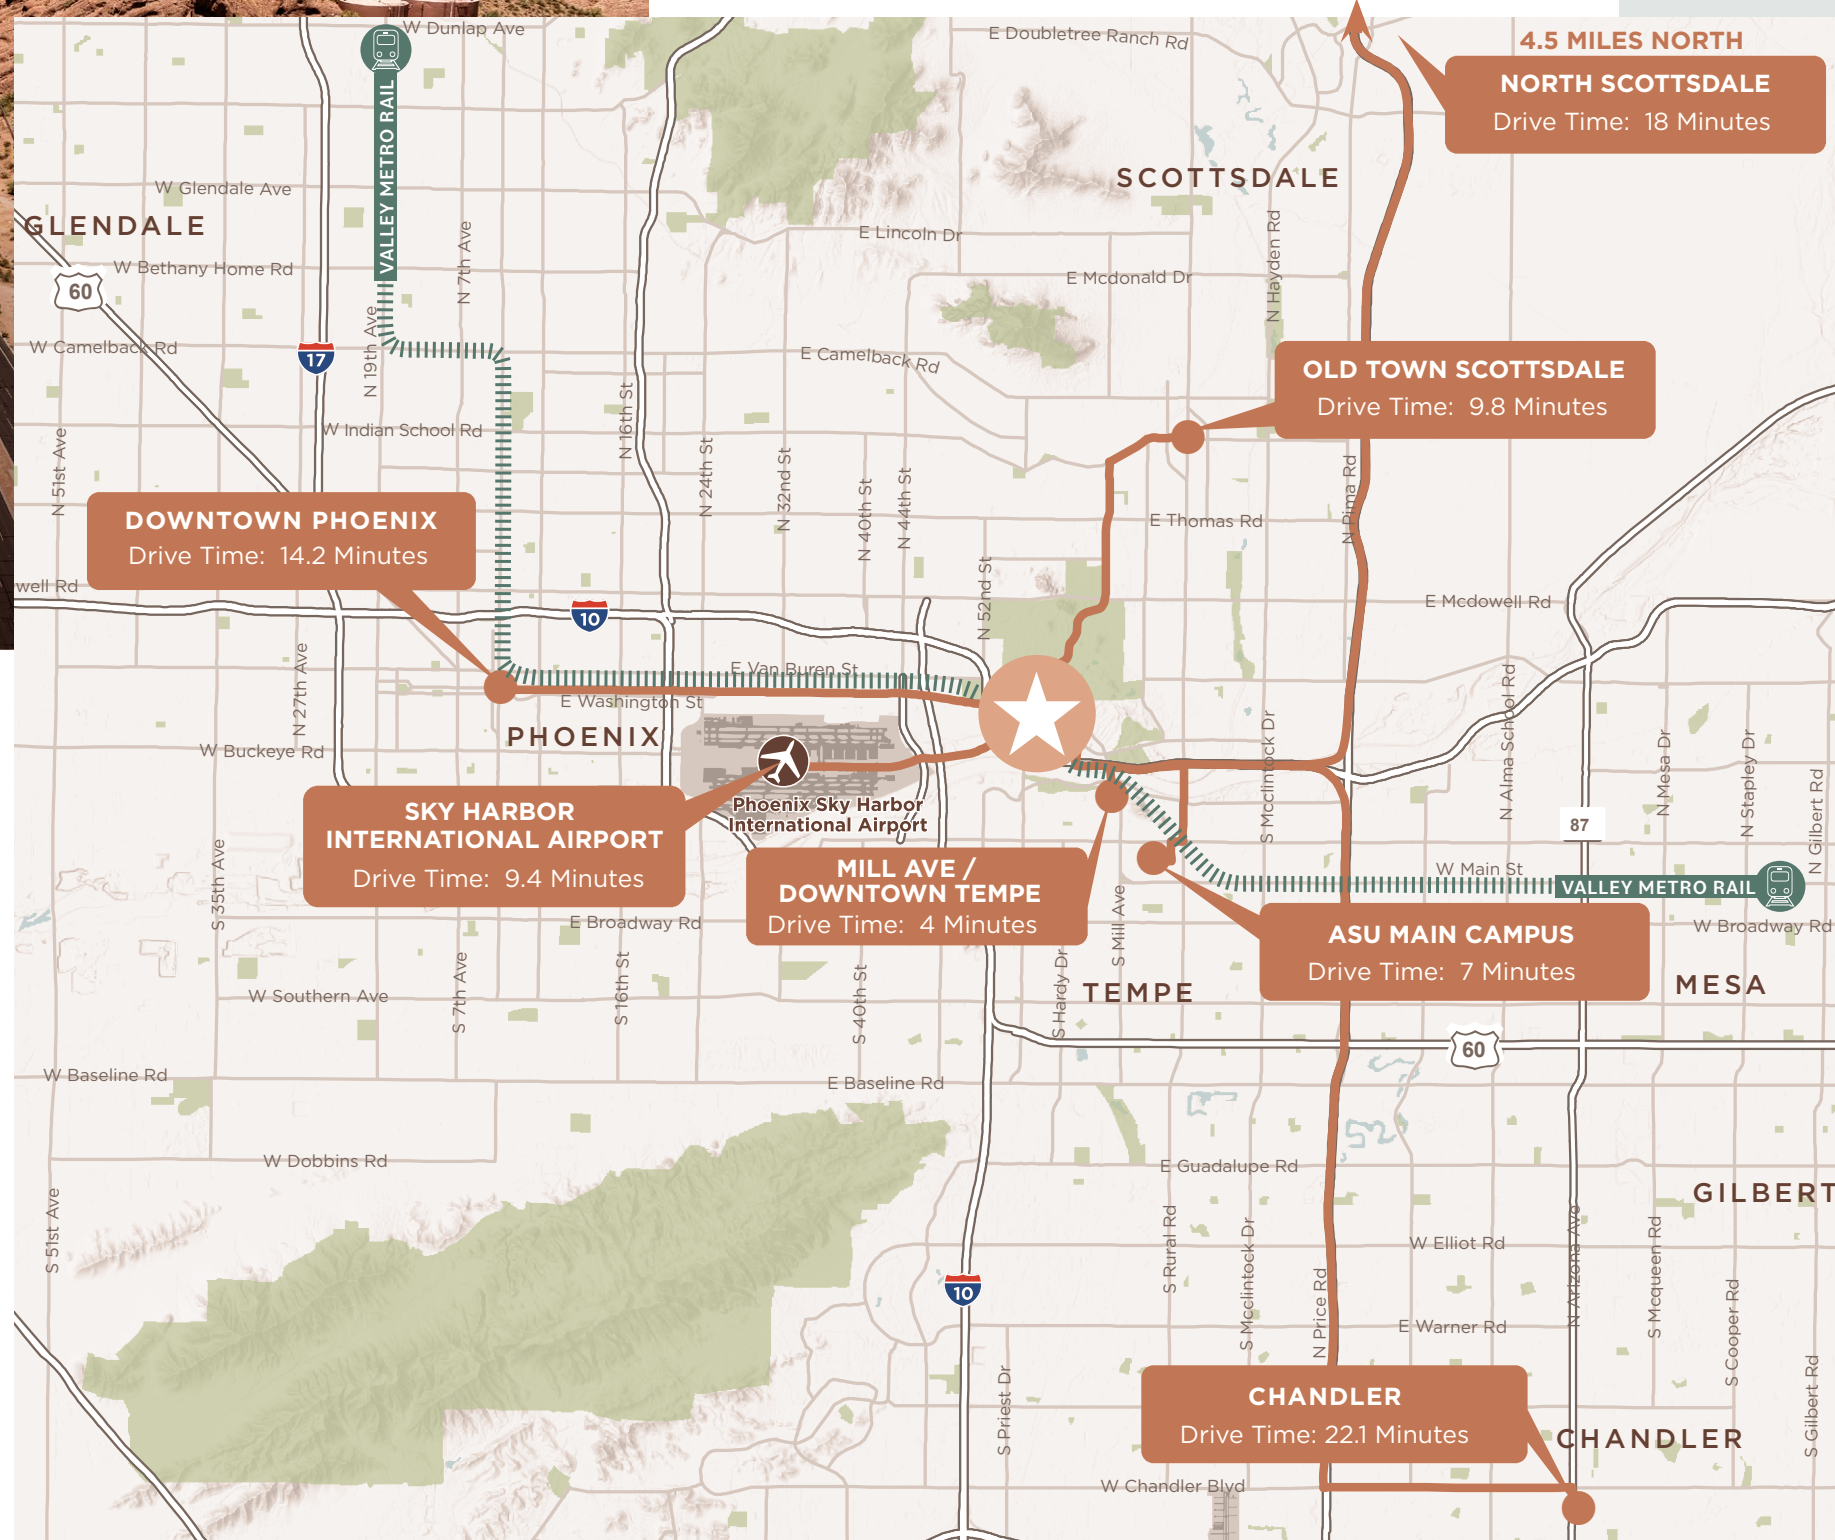 W Dunlap Ave
E Doubletree Ranch Rd
4.5 MILES NORTH
NORTH SCOTTSDALE
Drive Time: 18 Minutes
VALLEY METRO RAIL
SCOTTSDALE
W Glendale Ave
GLENDALE
N 7th Ave
E Lincoln Dr
N Hayden Rd
W Bethany Home Rd
E Mcdonald Dr
60
W Camelback Rd
17
N 19th Ave
E Camelback Rd
OLD TOWN SCOTTSDALE
Drive Time: 9.8 Minutes
N 16th St
W Indian School Rd
N 51st Ave
N 24th St
N 32nd St
N 40th St
N 44th St
N Pima Rd
DOWNTOWN PHOENIX
Drive Time: 14.2 Minutes
E Thomas Rd
well Rd
10
N 52nd St
E Mcdowell Rd
N 27th Ave
E Van Buren St
E Washington St
PHOENIX
W Buckeye Rd
N Alma School Rd
S Mcclintock Dr
N Mesa Dr
N Stapley Dr
N Gilbert Rd
SKY HARBOR
INTERNATIONAL AIRPORT
Drive Time: 9.4 Minutes
Phoenix Sky Harbor
International Airport
87
MILL AVE /
DOWNTOWN TEMPE
Drive Time: 4 Minutes
W Main St
VALLEY METRO RAIL
S 35th Ave
E Broadway Rd
S Mill Ave
W Broadway Rd
ASU MAIN CAMPUS
Drive Time: 7 Minutes
S 7th Ave
S 16th St
S 40th St
S Hardy Dr
TEMPE
MESA
W Southern Ave
60
W Baseline Rd
E Baseline Rd
W Dobbins Rd
E Guadalupe Rd
GILBERT
S 51st Ave
S Rural Rd
S Mcclintock Dr
N Price Rd
W Elliot Rd
N Arizona Ave
S Mcqueen Rd
S Cooper Rd
10
E Warner Rd
S Priest Dr
S Gilbert Rd
CHANDLER
Drive Time: 22.1 Minutes
CHANDLER
W Chandler Blvd